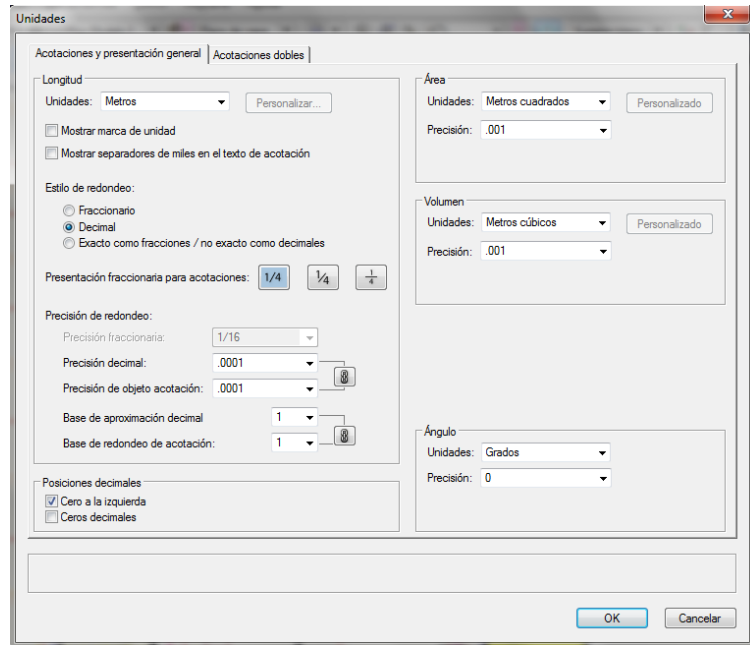 Unidades
Acotaciones y presentación general
Acotaciones dobles
Longitud
Unidades: Metros Personalizar...
Mostrar marca de unidad
Mostrar separadores de miles en el texto de acotación
Estilo de redondeo:
Fraccionario
Decimal
Exacto como fracciones / no exacto como decimales
Presentación fraccionaria para acotaciones: 1/4 1/4 1/4
Precisión de redondeo:
Precisión fraccionaria: 1/16
Precisión decimal: .0001
Precisión de objeto acotación: .0001
Base de aproximación decimal 1
Base de redondeo de acotación: 1
Posiciones decimales
Cero a la izquierda
Ceros decimales
Área
Unidades: Metros cuadrados Personalizado
Precisión: .001
Volumen
Unidades: Metros cúbicos Personalizado
Precisión: .001
Ángulo
Unidades: Grados
Precisión: 0
OK Cancelar